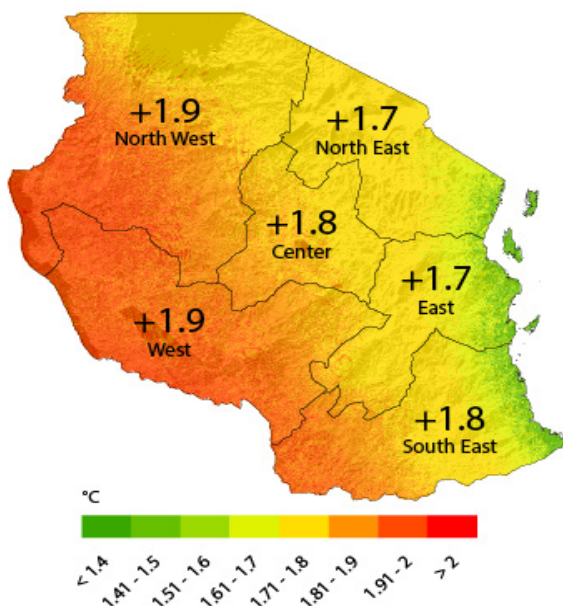 +1.9
North West
+1.7
North East
+1.8
Center
+1.7
East
+1.9
West
+1.8
South East
°C
< 1.4
1.41 - 1.5
1.51 - 1.6
1.61 - 1.7
1.71 - 1.8
1.81 - 1.9
1.91 - 2
> 2